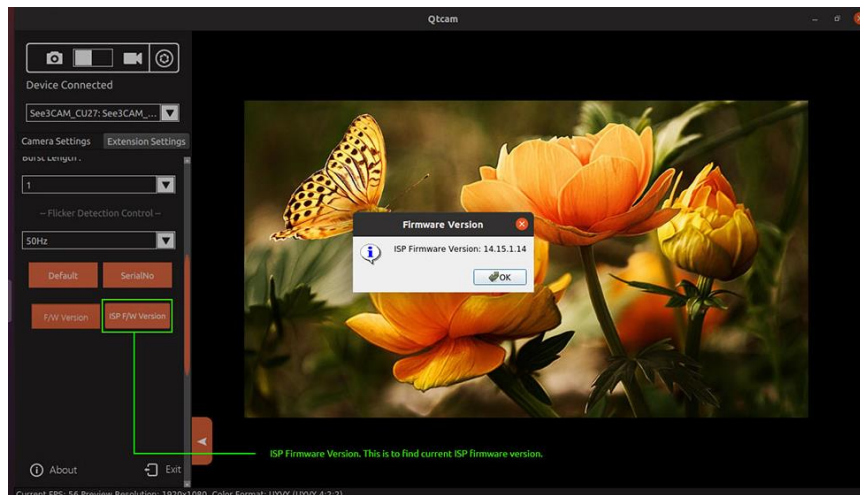 Qtcam
Device Connected
See3CAM_CU27: See3CAM_...
Camera Settings Extension Settings
Burst Length :
1
-- Flicker Detection Control --
50Hz
Default SerialNo
F/W Version ISP F/W Version
Firmware Version
ISP Firmware Version: 14.15.1.14
OK
ISP Firmware Version. This is to find current ISP firmware version.
About Exit
Current FPS: 56 Preview Resolution: 1920x1080 Color Format: UYVY (UYVY 4:2:2)